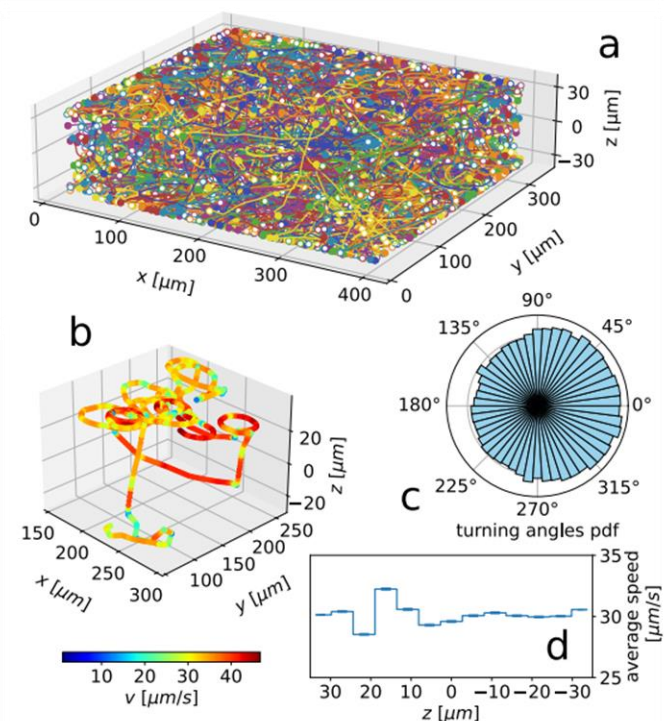 a
30
0
−30
z [μm]
0
100
200
300
400
x [μm]
0
100
200
300
y [μm]
b
20
0
−20
z [μm]
150
200
250
300
x [μm]
100
150
200
250
y [μm]
10 20 30 40
v [μm/s]
90°
135° 45°
180° 0°
225° 315°
270°
c
turning angles pdf
35
30
25
average speed
[μm/s]
d
30 20 10 0 −10 −20 −30
z [μm]